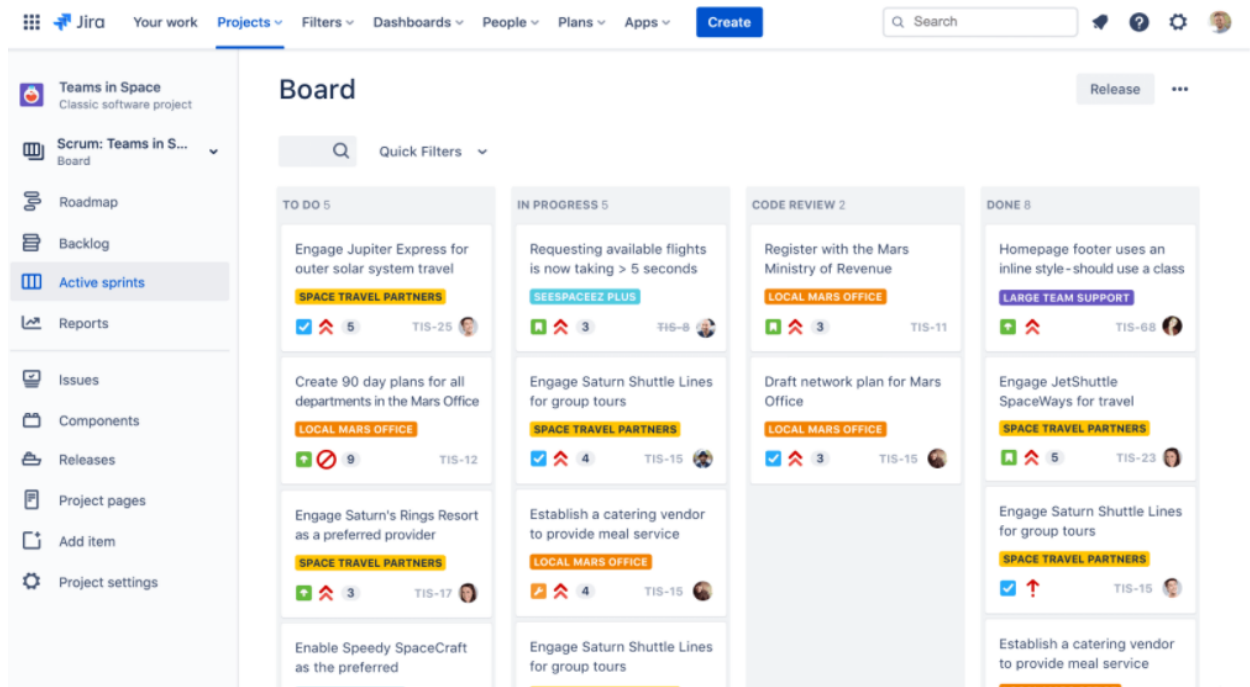 Jira Your work Projects Filters Dashboards People Plans Apps Create Search
Teams in Space
Classic software project
Scrum: Teams in S...
Board
Roadmap
Backlog
Active sprints
Reports
Issues
Components
Releases
Project pages
Add item
Project settings
Board
Release
Quick Filters
TO DO 5
Engage Jupiter Express for
outer solar system travel
SPACE TRAVEL PARTNERS
5 TIS-25
Create 90 day plans for all
departments in the Mars Office
LOCAL MARS OFFICE
9 TIS-12
Engage Saturn's Rings Resort
as a preferred provider
SPACE TRAVEL PARTNERS
3 TIS-17
Enable Speedy SpaceCraft
as the preferred
IN PROGRESS 5
Requesting available flights
is now taking > 5 seconds
SEESPACEEZ PLUS
3 TIS-8
Engage Saturn Shuttle Lines
for group tours
SPACE TRAVEL PARTNERS
4 TIS-15
Establish a catering vendor
to provide meal service
LOCAL MARS OFFICE
4 TIS-15
Engage Saturn Shuttle Lines
for group tours
CODE REVIEW 2
Register with the Mars
Ministry of Revenue
LOCAL MARS OFFICE
3 TIS-11
Draft network plan for Mars
Office
LOCAL MARS OFFICE
3 TIS-15
DONE 8
Homepage footer uses an
inline style-should use a class
LARGE TEAM SUPPORT
TIS-68
Engage JetShuttle
SpaceWays for travel
SPACE TRAVEL PARTNERS
5 TIS-23
Engage Saturn Shuttle Lines
for group tours
SPACE TRAVEL PARTNERS
TIS-15
Establish a catering vendor
to provide meal service